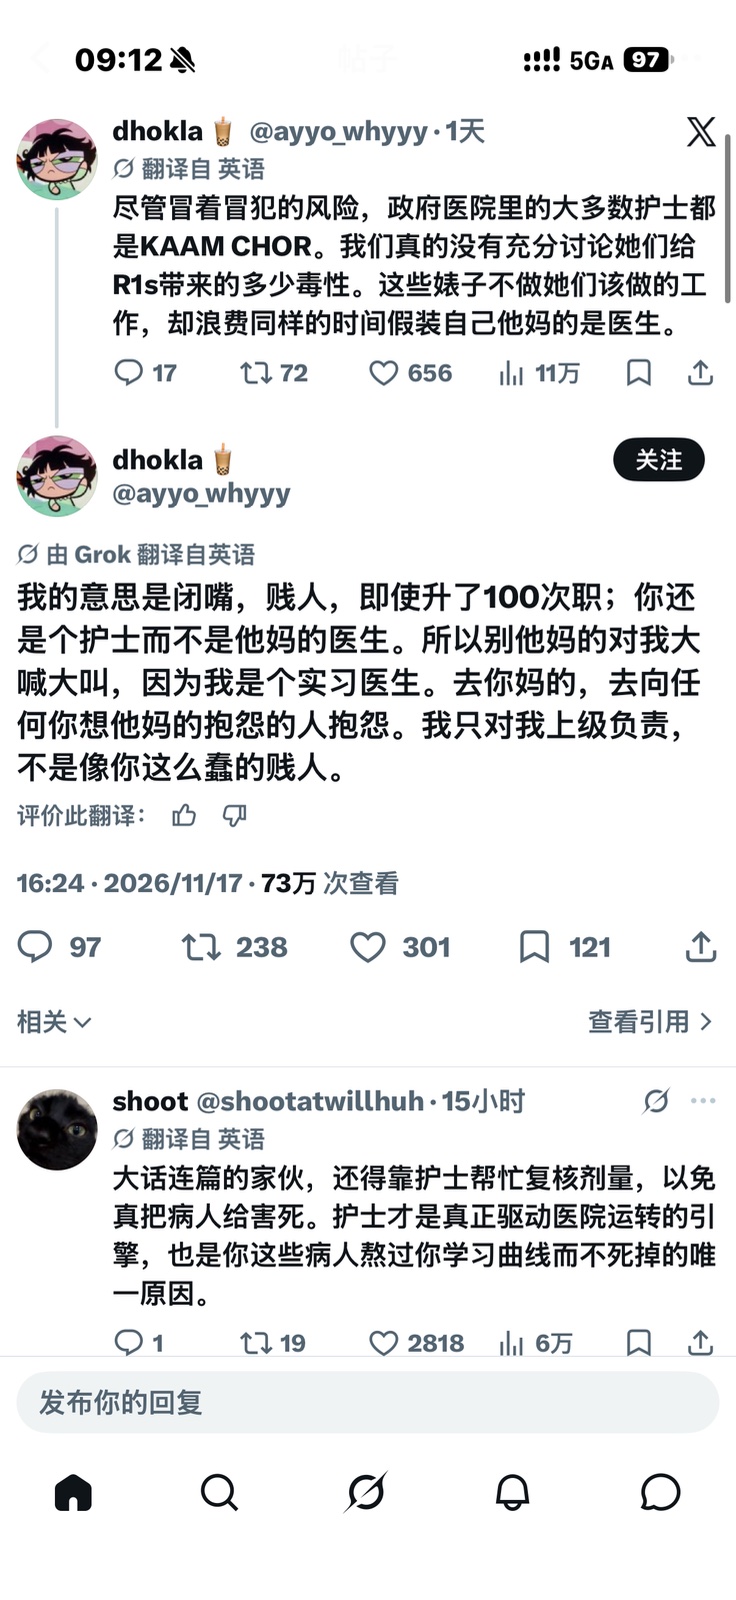 09:12
5GA 97
dhokla🧋 @ayyo_whyyy·1天
翻译自 英语
尽管冒着冒犯的风险，政府医院里的大多数护士都
是KAAM CHOR。我们真的没有充分讨论她们给
R1s带来的多少毒性。这些婊子不做她们该做的工
作，却浪费同样的时间假装自己他妈的是医生。
17 72 656 11万
dhokla🧋
关注
@ayyo_whyyy
由 Grok 翻译自英语
我的意思是闭嘴，贱人，即使升了100次职；你还
是个护士而不是他妈的医生。所以别他妈的对我大
喊大叫，因为我是个实习医生。去你妈的，去向任
何你想他妈的抱怨的人抱怨。我只对我上级负责，
不是像你这么蠢的贱人。
评价此翻译：
16:24·2026/11/17·73万 次查看
97 238 301 121
相关 查看引用
shoot @shootatwillhuh·15小时
翻译自 英语
大话连篇的家伙，还得靠护士帮忙复核剂量，以免
真把病人给害死。护士才是真正驱动医院运转的引
擎，也是你这些病人熬过你学习曲线而不死掉的唯
一原因。
1 19 2818 6万
发布你的回复